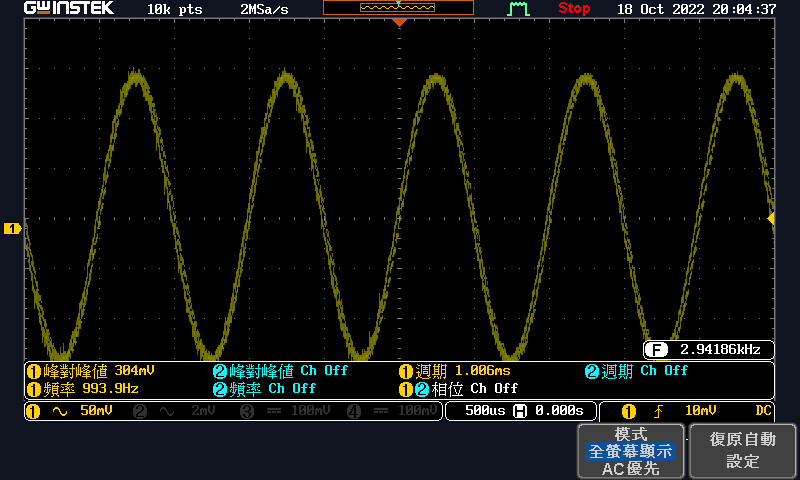 GWINSTEK 10k pts 2MSa/s Stop 18 Oct 2022 20:04:37
1
F 2.94186kHz
1 峰對峰值 304mV 2 峰對峰值 Ch Off 1 週期 1.006ms 2 週期 Ch Off
1 頻率 993.9Hz 2 頻率 Ch Off 1 2 相位 Ch Off
1 50mV 2 2mV 3 100mV 4 100mV 500us H 0.000s 1 10mV DC
模式
全螢幕顯示
AC優先
復原自動
設定